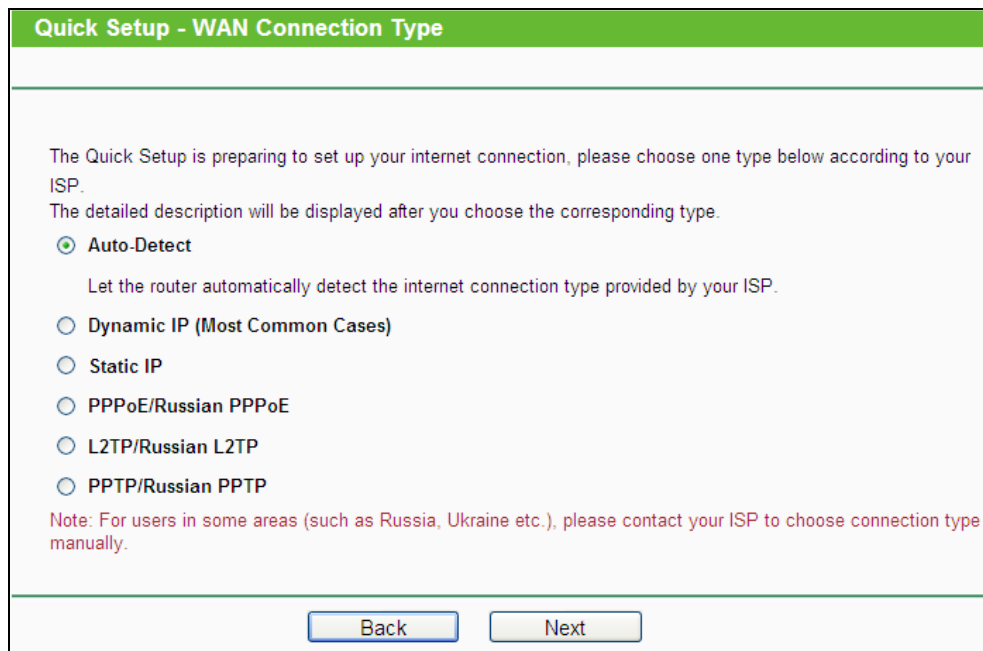 Quick Setup - WAN Connection Type
The Quick Setup is preparing to set up your internet connection, please choose one type below according to your
ISP.
The detailed description will be displayed after you choose the corresponding type.
Auto-Detect
Let the router automatically detect the internet connection type provided by your ISP.
Dynamic IP (Most Common Cases)
Static IP
PPPoE/Russian PPPoE
L2TP/Russian L2TP
PPTP/Russian PPTP
Note: For users in some areas (such as Russia, Ukraine etc.), please contact your ISP to choose connection type
manually.
Back Next